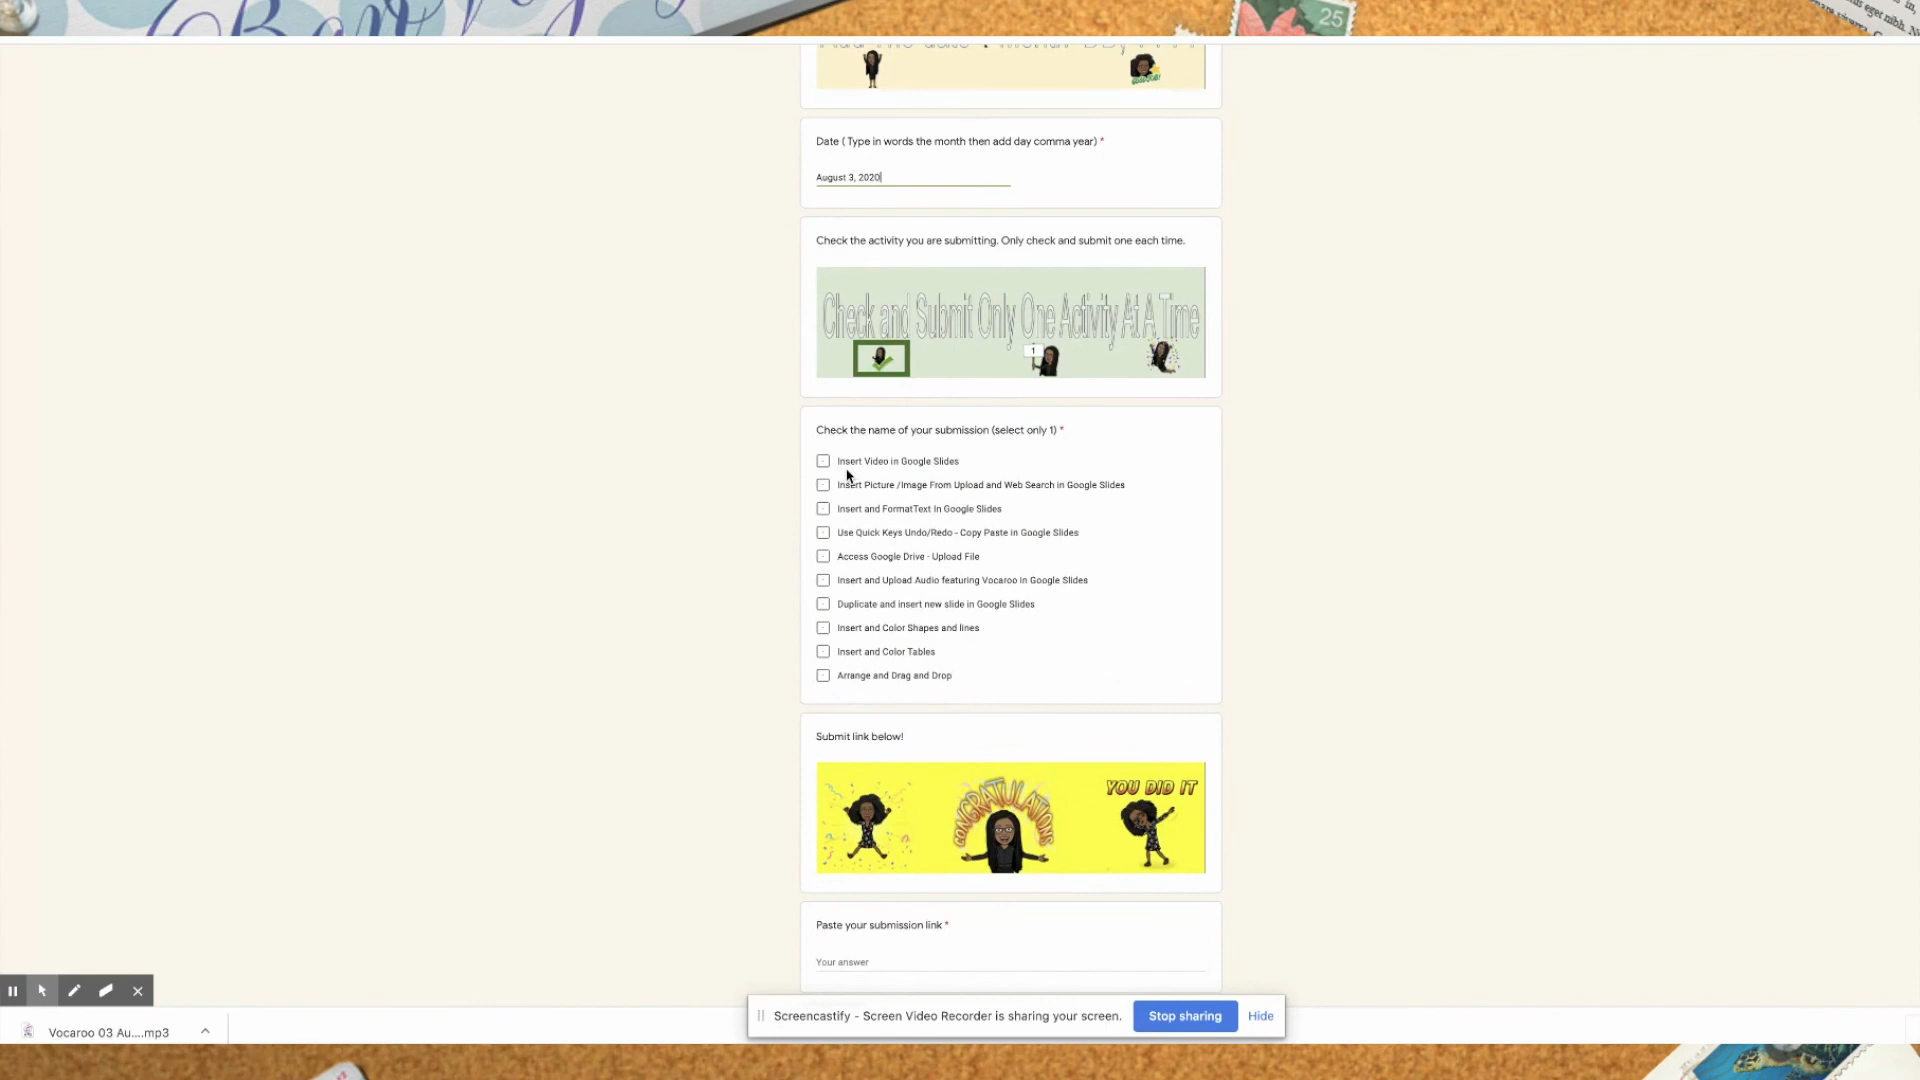 25
Date ( Type in words the month then add day comma year) *
August 3, 2020
Check the activity you are submitting. Only check and submit one each time.
Check and Submit Only One Activity At A Time
1
Check the name of your submission (select only 1) *
Insert Video in Google Slides
Insert Picture /Image From Upload and Web Search in Google Slides
Insert and FormatText In Google Slides
Use Quick Keys Undo/Redo - Copy Paste in Google Slides
Access Google Drive - Upload File
Insert and Upload Audio featuring Vocaroo in Google Slides
Duplicate and insert new slide in Google Slides
Insert and Color Shapes and lines
Insert and Color Tables
Arrange and Drag and Drop
Submit link below!
CONGRATULATIONS
YOU DID IT
Paste your submission link *
Your answer
Screencastify - Screen Video Recorder is sharing your screen.
Stop sharing
Hide
Vocaroo 03 Au....mp3